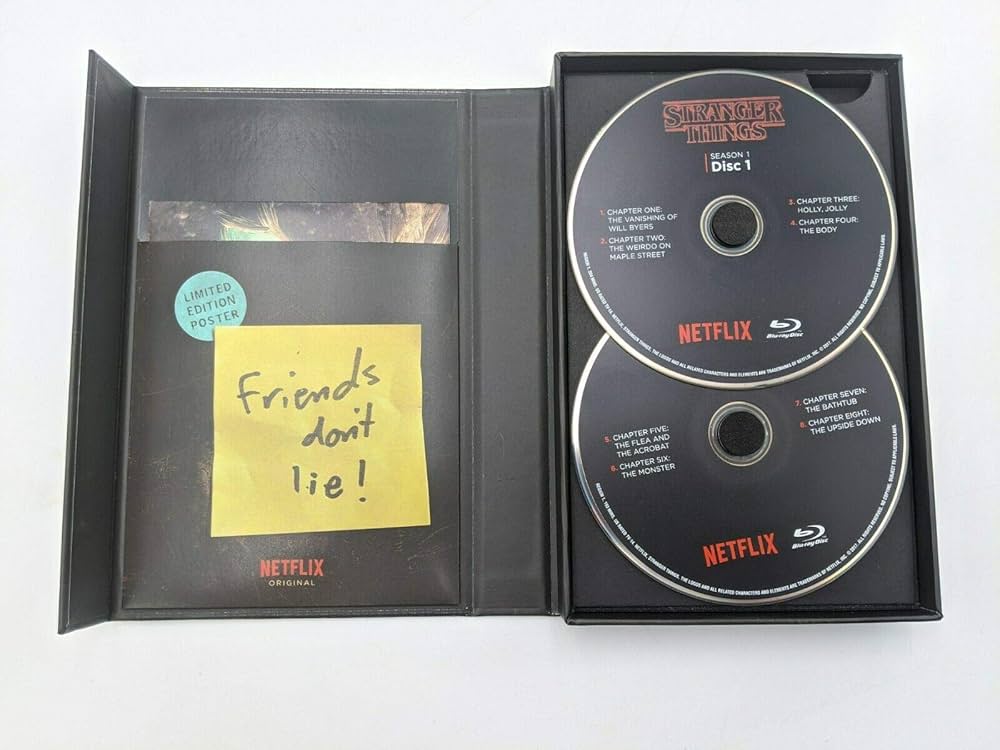 LIMITED
EDITION
POSTER
friends
don't
lie!
NETFLIX
ORIGINAL
STRANGER
THINGS
SEASON 1
Disc 1
1. CHAPTER ONE:
THE VANISHING OF
WILL BYERS
2. CHAPTER TWO:
THE WEIRDO ON
MAPLE STREET
3. CHAPTER THREE:
HOLLY, JOLLY
4. CHAPTER FOUR:
THE BODY
NETFLIX
Blu-ray Disc
5. CHAPTER FIVE:
THE FLEA AND
THE ACROBAT
6. CHAPTER SIX:
THE MONSTER
7. CHAPTER SEVEN:
THE BATHTUB
8. CHAPTER EIGHT:
THE UPSIDE DOWN
NETFLIX
Blu-ray Disc